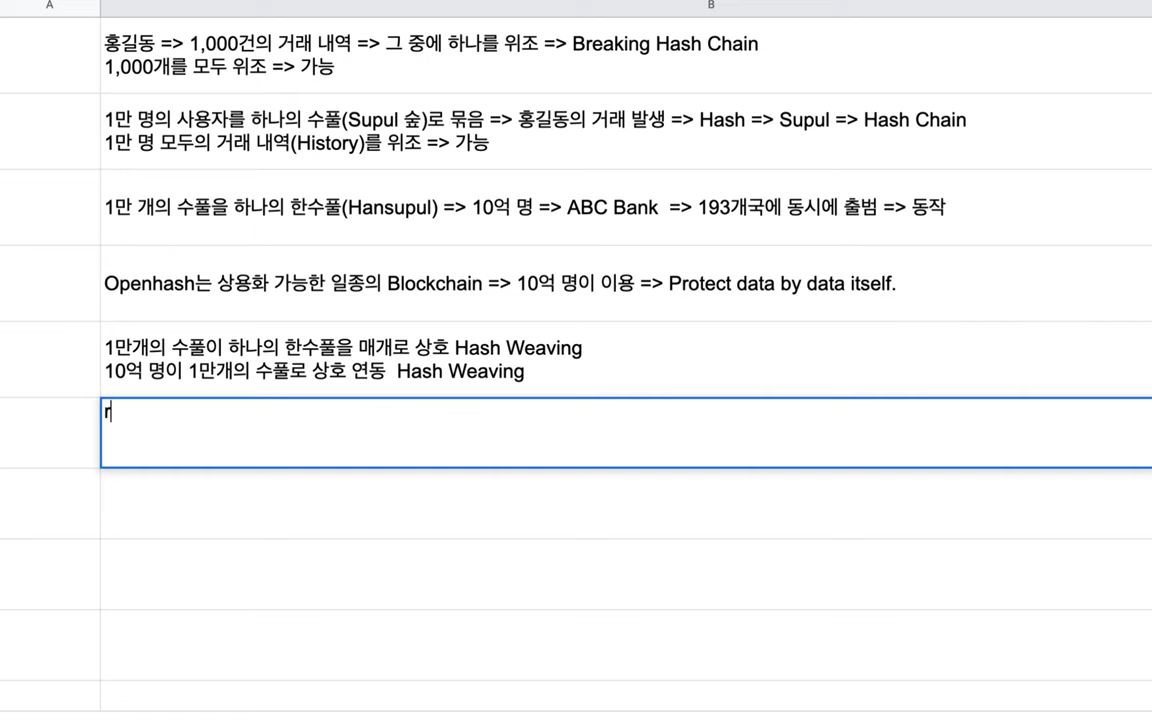 A B
홍길동 => 1,000건의 거래 내역 => 그 중에 하나를 위조 => Breaking Hash Chain
1,000개를 모두 위조 => 가능
1만 명의 사용자를 하나의 수풀(Supul 숲)로 묶음 => 홍길동의 거래 발생 => Hash => Supul => Hash Chain
1만 명 모두의 거래 내역(History)를 위조 => 가능
1만 개의 수풀을 하나의 한수풀(Hansupul) => 10억 명 => ABC Bank => 193개국에 동시에 출범 => 동작
Openhash는 상용화 가능한 일종의 Blockchain => 10억 명이 이용 => Protect data by data itself.
1만개의 수풀이 하나의 한수풀을 매개로 상호 Hash Weaving
10억 명이 1만개의 수풀로 상호 연동 Hash Weaving
r